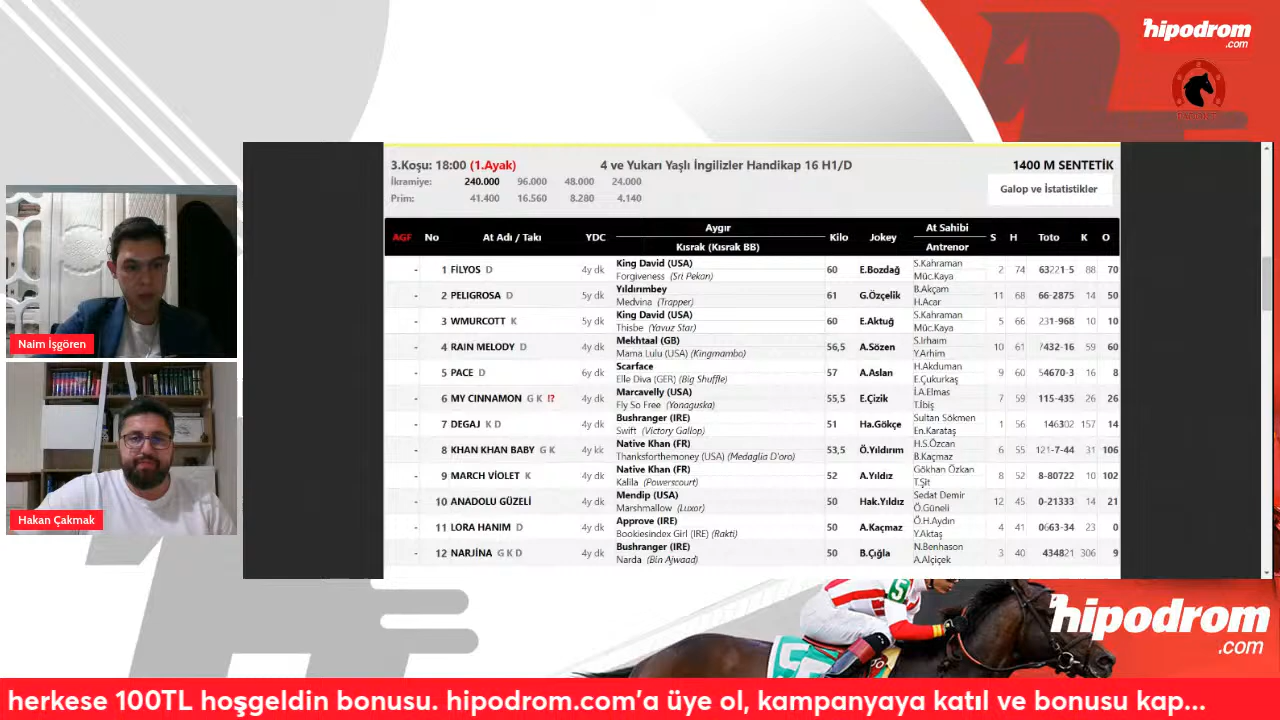 hipodrom
.com
3.Koşu: 18:00 (1.Ayak) 4 ve Yukarı Yaşlı İngilizler Handikap 16 H1/D 1400 M SENTETİK
İkramiye: 240.000 96.000 48.000 24.000 Galop ve İstatistikler
Prim: 41.400 16.560 8.280 4.140
AGF No At Adı / Takı YDC Aygır Kilo Jokey At Sahibi S H Toto K O
Kısrak (Kısrak BB) Antrenor
- 1 FİLYOS D 4y dk King David (USA) 60 E.Bozdağ S.Kahraman 2 74 63221-5 88 70
Forgiveness (Sri Pekan) Müc.Kaya
- 2 PELIGROSA D 5y dk Yıldırımbey 61 G.Özçelik B.Akçam 11 68 66-2875 14 50
Medvina (Trapper) H.Acar
- 3 WMURCOTT K 5y dk King David (USA) 60 E.Aktuğ S.Kahraman 5 66 231-968 10 10
Thisbe (Yavuz Star) Müc.Kaya
- 4 RAIN MELODY D 4y dk Mekhtaal (GB) 56,5 A.Sözen S.Irhaım 10 61 7432-16 59 60
Mama Lulu (USA) (Kingmambo) Y.Arhim
- 5 PACE D 6y dk Scarface 57 A.Aslan H.Akduman 9 60 54670-3 16 8
Elle Diva (GER) (Big Shuffle) E.Çukurkaş
- 6 MY CINNAMON G K !? 4y dk Marcavelly (USA) 55,5 E.Çizik İ.A.Elmas 7 59 115-435 26 26
Fly So Free (Yonaguska) T.İbiş
- 7 DEGAJ K D 4y dk Bushranger (IRE) 51 Ha.Gökçe Sultan Sökmen 1 56 146302 157 14
Swift (Victory Gallop) En.Karataş
- 8 KHAN KHAN BABY G K 4y kk Native Khan (FR) 53,5 Ö.Yıldırım H.S.Özcan 6 55 121-7-44 31 106
Thanksforthemoney (USA) (Medaglia D'oro) B.Kaçmaz
- 9 MARCH VİOLET K 4y dk Native Khan (FR) 52 A.Yıldız Gökhan Özkan 8 52 8-80722 10 102
Kalila (Powerscourt) T.Şit
- 10 ANADOLU GÜZELİ 4y dk Mendip (USA) 50 Hak.Yıldız Sedat Demir 12 45 0-21333 14 21
Marshmallow (Luxor) Ö.Güneli
- 11 LORA HANIM D 4y dk Approve (IRE) 50 A.Kaçmaz Ö.H.Aydın 4 41 0663-34 23 0
Bookiesindex Girl (IRE) (Rakti) Y.Aktaş
- 12 NARJİNA G K D 4y dk Bushranger (IRE) 50 B.Çığla N.Benhason 3 40 434821 306 9
Narda (Bin Ajwaad) A.Alçiçek
Naim İşgören
Hakan Çakmak
5
hipodrom
.com
herkese 100TL hoşgeldin bonusu. hipodrom.com’a üye ol, kampanyaya katıl ve bonusu kap...